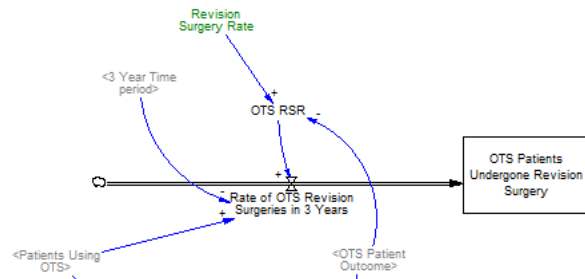 Revision
Surgery Rate
<3 Year Time
period>
+
OTS RSR
-
OTS Patients
Undergone Revision
Surgery
+
-
Rate of OTS Revision
Surgeries in 3 Years
+
<Patients Using
OTS>
<OTS Patient
Outcome>